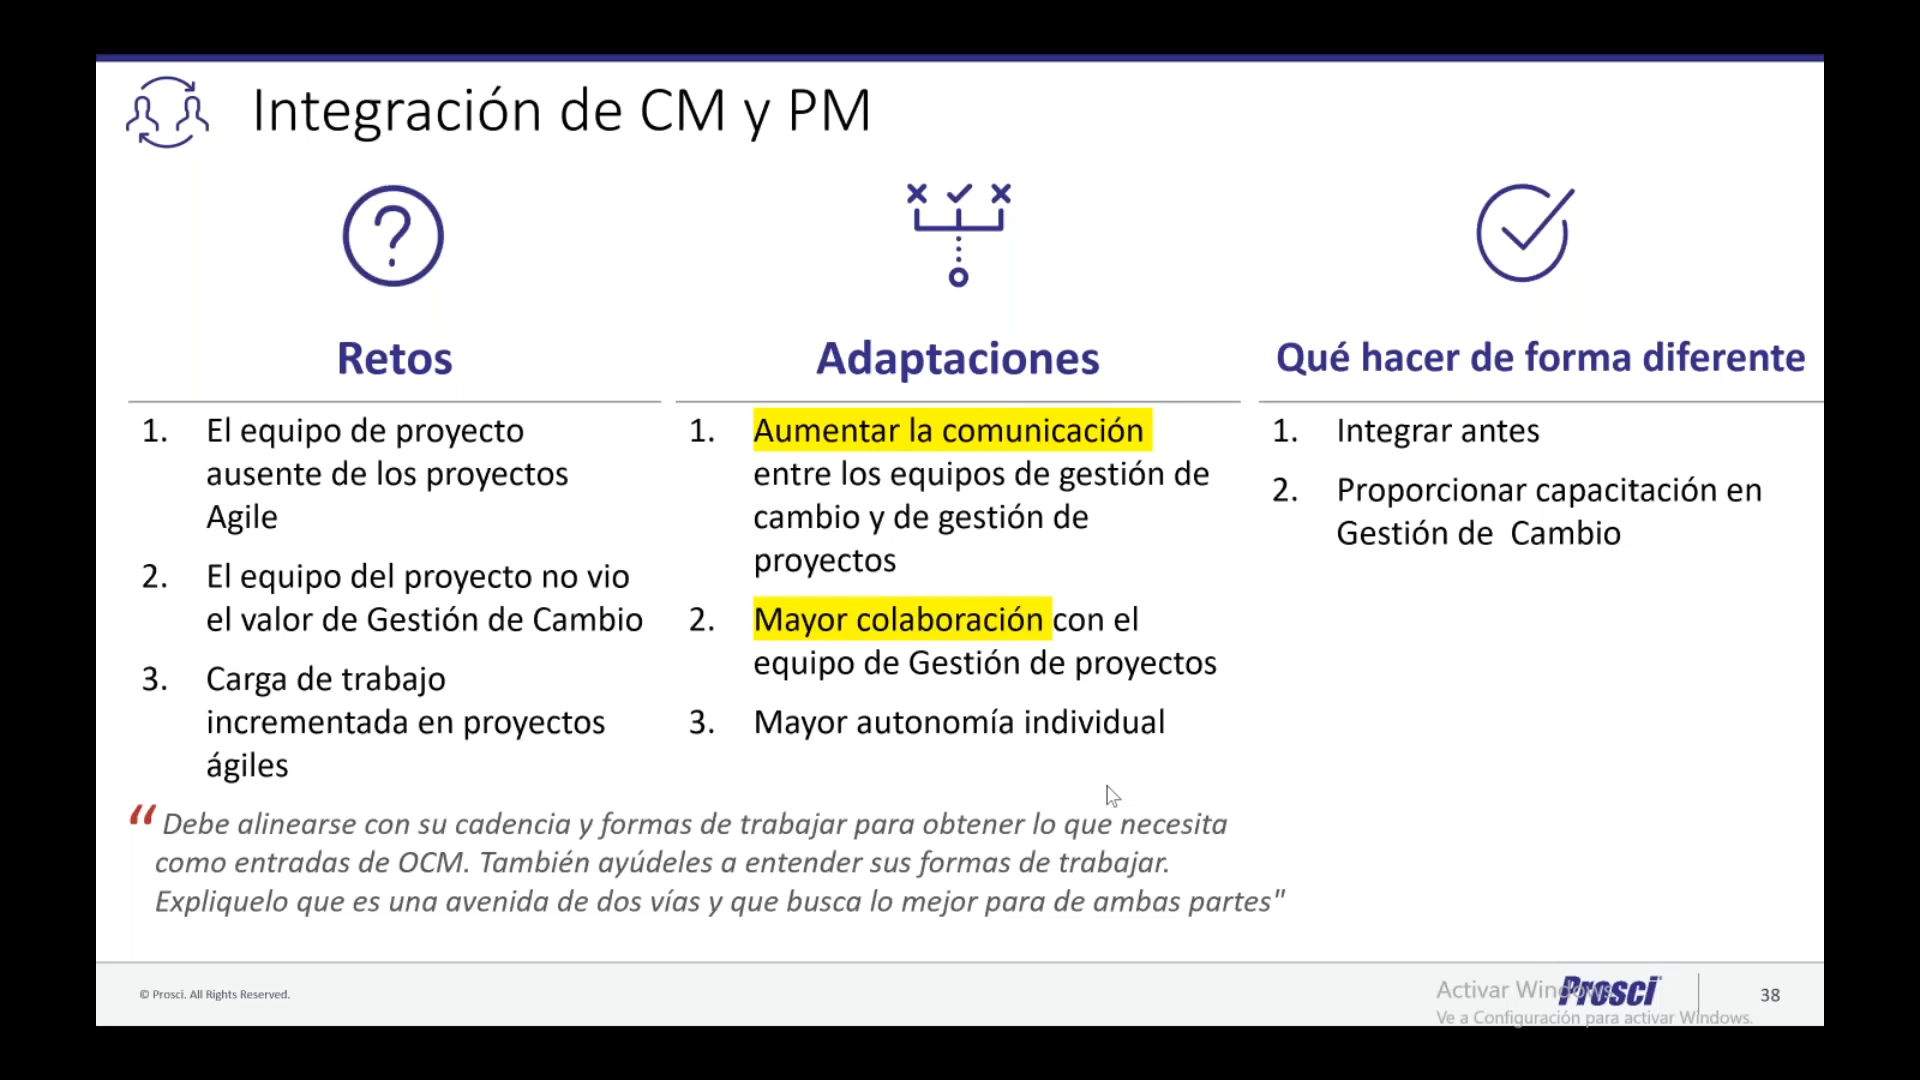 Integración de CM y PM
Retos
1. El equipo de proyecto
ausente de los proyectos
Agile
2. El equipo del proyecto no vio
el valor de Gestión de Cambio
3. Carga de trabajo
incrementada en proyectos
ágiles
Adaptaciones
1. Aumentar la comunicación
entre los equipos de gestión de
cambio y de gestión de
proyectos
2. Mayor colaboración con el
equipo de Gestión de proyectos
3. Mayor autonomía individual
Qué hacer de forma diferente
1. Integrar antes
2. Proporcionar capacitación en
Gestión de Cambio
“ Debe alinearse con su cadencia y formas de trabajar para obtener lo que necesita
como entradas de OCM. También ayúdeles a entender sus formas de trabajar.
Expliquelo que es una avenida de dos vías y que busca lo mejor para de ambas partes"
© Prosci. All Rights Reserved.
Activar Windows
Prosci
38
Ve a Configuración para activar Windows.